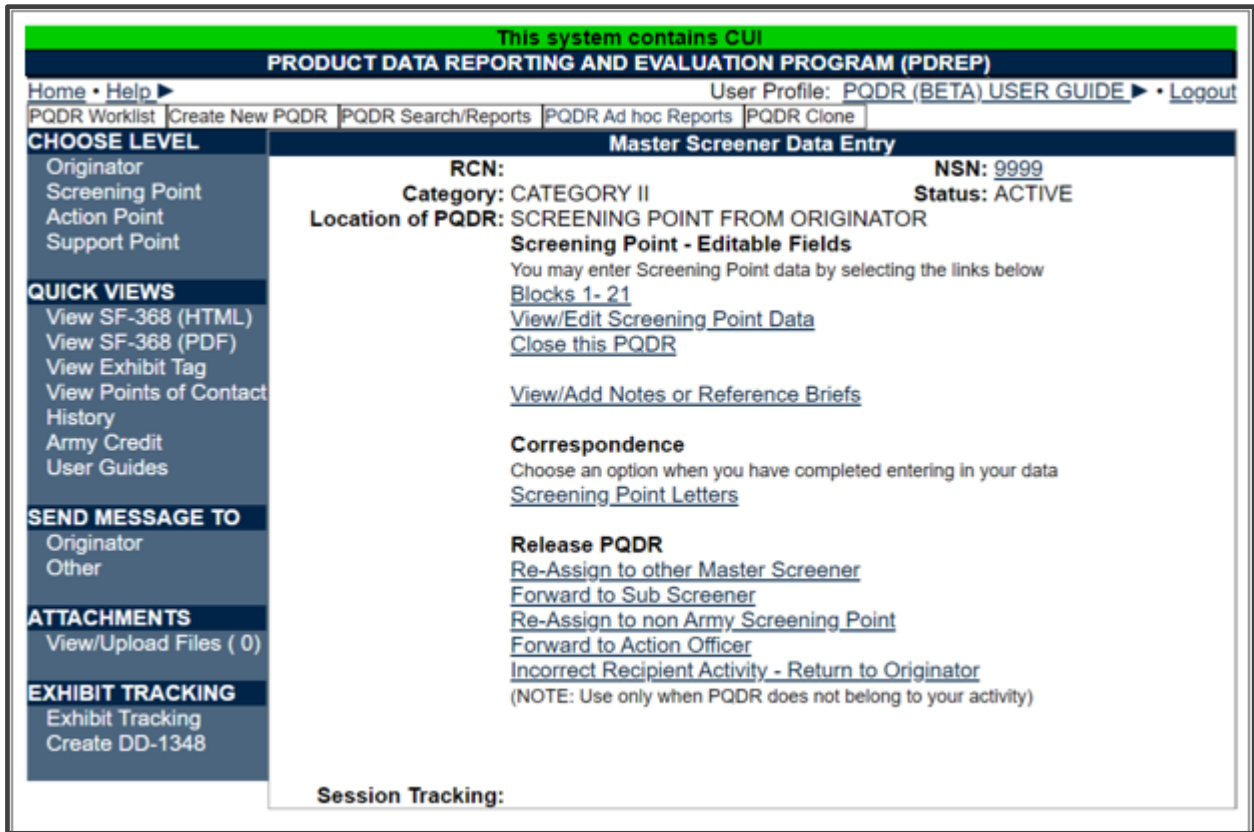 This system contains CUI
PRODUCT DATA REPORTING AND EVALUATION PROGRAM (PDREP)
Home • Help ▶ User Profile: PQDR (BETA) USER GUIDE ▶ • Logout
PQDR Worklist Create New PQDR PQDR Search/Reports PQDR Ad hoc Reports PQDR Clone
CHOOSE LEVEL
Originator
Screening Point
Action Point
Support Point
QUICK VIEWS
View SF-368 (HTML)
View SF-368 (PDF)
View Exhibit Tag
View Points of Contact
History
Army Credit
User Guides
SEND MESSAGE TO
Originator
Other
ATTACHMENTS
View/Upload Files ( 0)
EXHIBIT TRACKING
Exhibit Tracking
Create DD-1348
Master Screener Data Entry
RCN: NSN: 9999
Category: CATEGORY II Status: ACTIVE
Location of PQDR: SCREENING POINT FROM ORIGINATOR
Screening Point - Editable Fields
You may enter Screening Point data by selecting the links below
Blocks 1- 21
View/Edit Screening Point Data
Close this PQDR
View/Add Notes or Reference Briefs
Correspondence
Choose an option when you have completed entering in your data
Screening Point Letters
Release PQDR
Re-Assign to other Master Screener
Forward to Sub Screener
Re-Assign to non Army Screening Point
Forward to Action Officer
Incorrect Recipient Activity - Return to Originator
(NOTE: Use only when PQDR does not belong to your activity)
Session Tracking: